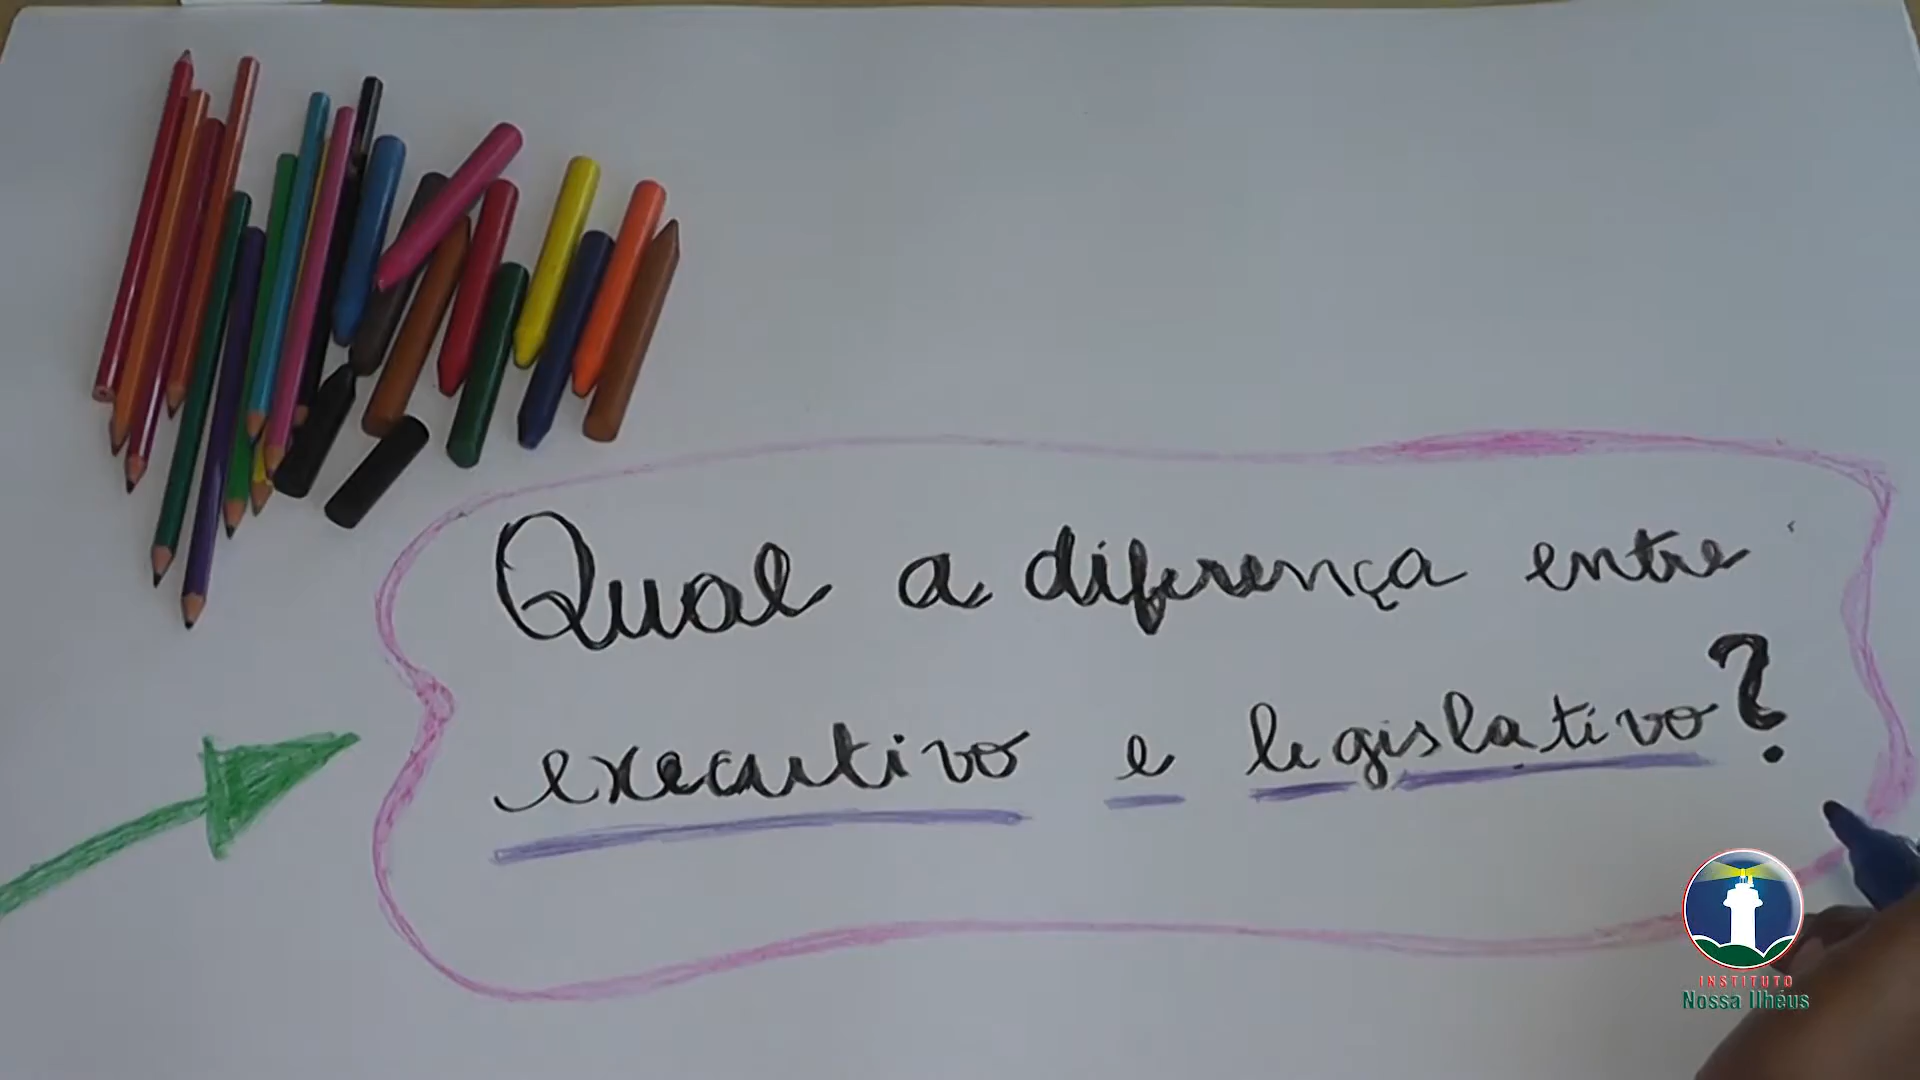 Qual a diferença entre
executivo e legislativo?
INSTITUTO
Nossa Ilhéus